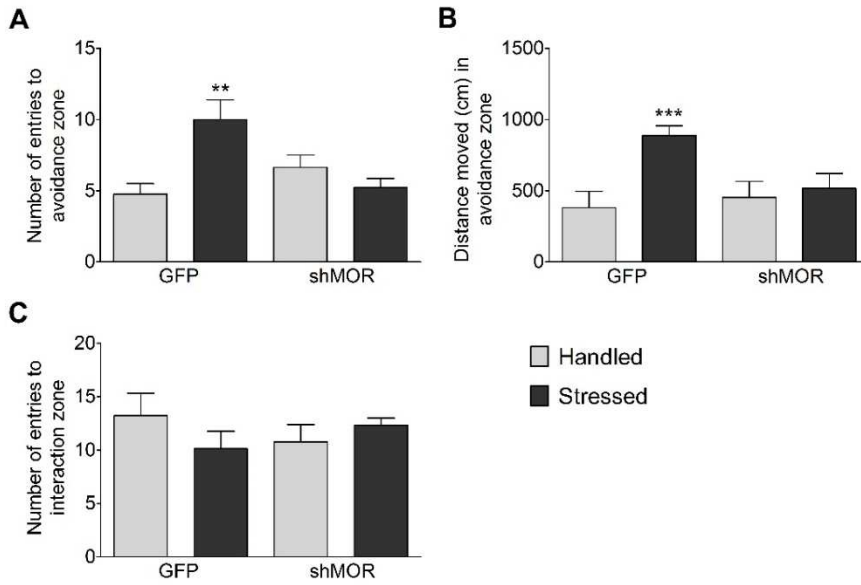 A
Number of entries to
avoidance zone
15
10
5
0
**
GFP
shMOR
B
Distance moved (cm) in
avoidance zone
1500
1000
500
0
***
GFP
shMOR
C
Number of entries to
interaction zone
20
15
10
5
0
GFP
shMOR
Handled
Stressed